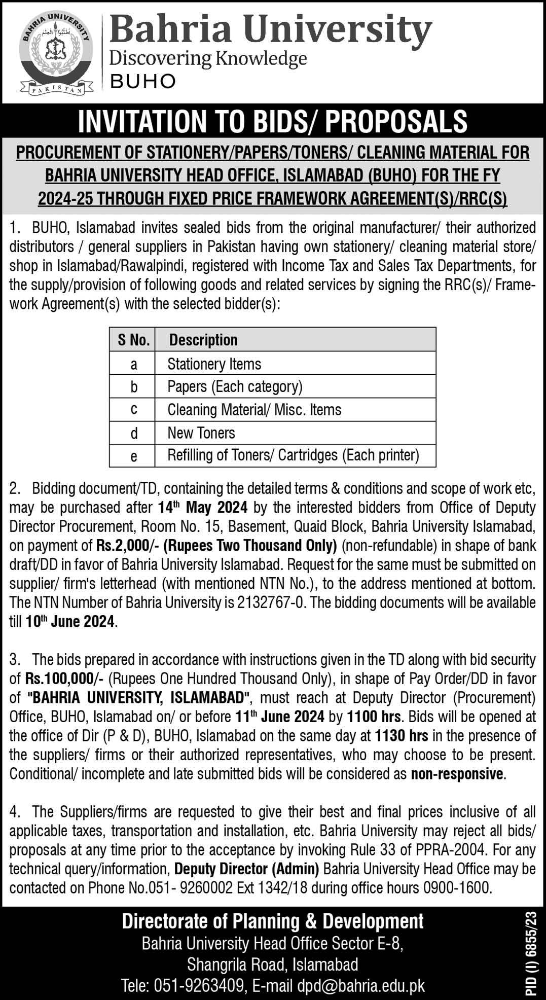 BAHRIA UNIVERSITY
اُطْلُبُوا الْعِلْمَ
PAKISTAN
Bahria University
Discovering Knowledge
BUHO
INVITATION TO BIDS/ PROPOSALS
PROCUREMENT OF STATIONERY/PAPERS/TONERS/ CLEANING MATERIAL FOR
BAHRIA UNIVERSITY HEAD OFFICE, ISLAMABAD (BUHO) FOR THE FY
2024-25 THROUGH FIXED PRICE FRAMEWORK AGREEMENT(S)/RRC(S)
1. BUHO, Islamabad invites sealed bids from the original manufacturer/ their authorized
distributors / general suppliers in Pakistan having own stationery/ cleaning material store/
shop in Islamabad/Rawalpindi, registered with Income Tax and Sales Tax Departments, for
the supply/provision of following goods and related services by signing the RRC(s)/ Frame-
work Agreement(s) with the selected bidder(s):
S No. Description
a Stationery Items
b Papers (Each category)
c Cleaning Material/ Misc. Items
d New Toners
e Refilling of Toners/ Cartridges (Each printer)
2. Bidding document/TD, containing the detailed terms & conditions and scope of work etc,
may be purchased after 14th May 2024 by the interested bidders from Office of Deputy
Director Procurement, Room No. 15, Basement, Quaid Block, Bahria University Islamabad,
on payment of Rs.2,000/- (Rupees Two Thousand Only) (non-refundable) in shape of bank
draft/DD in favor of Bahria University Islamabad. Request for the same must be submitted on
supplier/ firm's letterhead (with mentioned NTN No.), to the address mentioned at bottom.
The NTN Number of Bahria University is 2132767-0. The bidding documents will be available
till 10th June 2024.
3. The bids prepared in accordance with instructions given in the TD along with bid security
of Rs.100,000/- (Rupees One Hundred Thousand Only), in shape of Pay Order/DD in favor
of "BAHRIA UNIVERSITY, ISLAMABAD", must reach at Deputy Director (Procurement)
Office, BUHO, Islamabad on/ or before 11th June 2024 by 1100 hrs. Bids will be opened at
the office of Dir (P & D), BUHO, Islamabad on the same day at 1130 hrs in the presence of
the suppliers/ firms or their authorized representatives, who may choose to be present.
Conditional/ incomplete and late submitted bids will be considered as non-responsive.
4. The Suppliers/firms are requested to give their best and final prices inclusive of all
applicable taxes, transportation and installation, etc. Bahria University may reject all bids/
proposals at any time prior to the acceptance by invoking Rule 33 of PPRA-2004. For any
technical query/information, Deputy Director (Admin) Bahria University Head Office may be
contacted on Phone No.051- 9260002 Ext 1342/18 during office hours 0900-1600.
Directorate of Planning & Development
Bahria University Head Office Sector E-8,
Shangrila Road, Islamabad
Tele: 051-9263409, E-mail dpd@bahria.edu.pk
PID (I) 6855/23